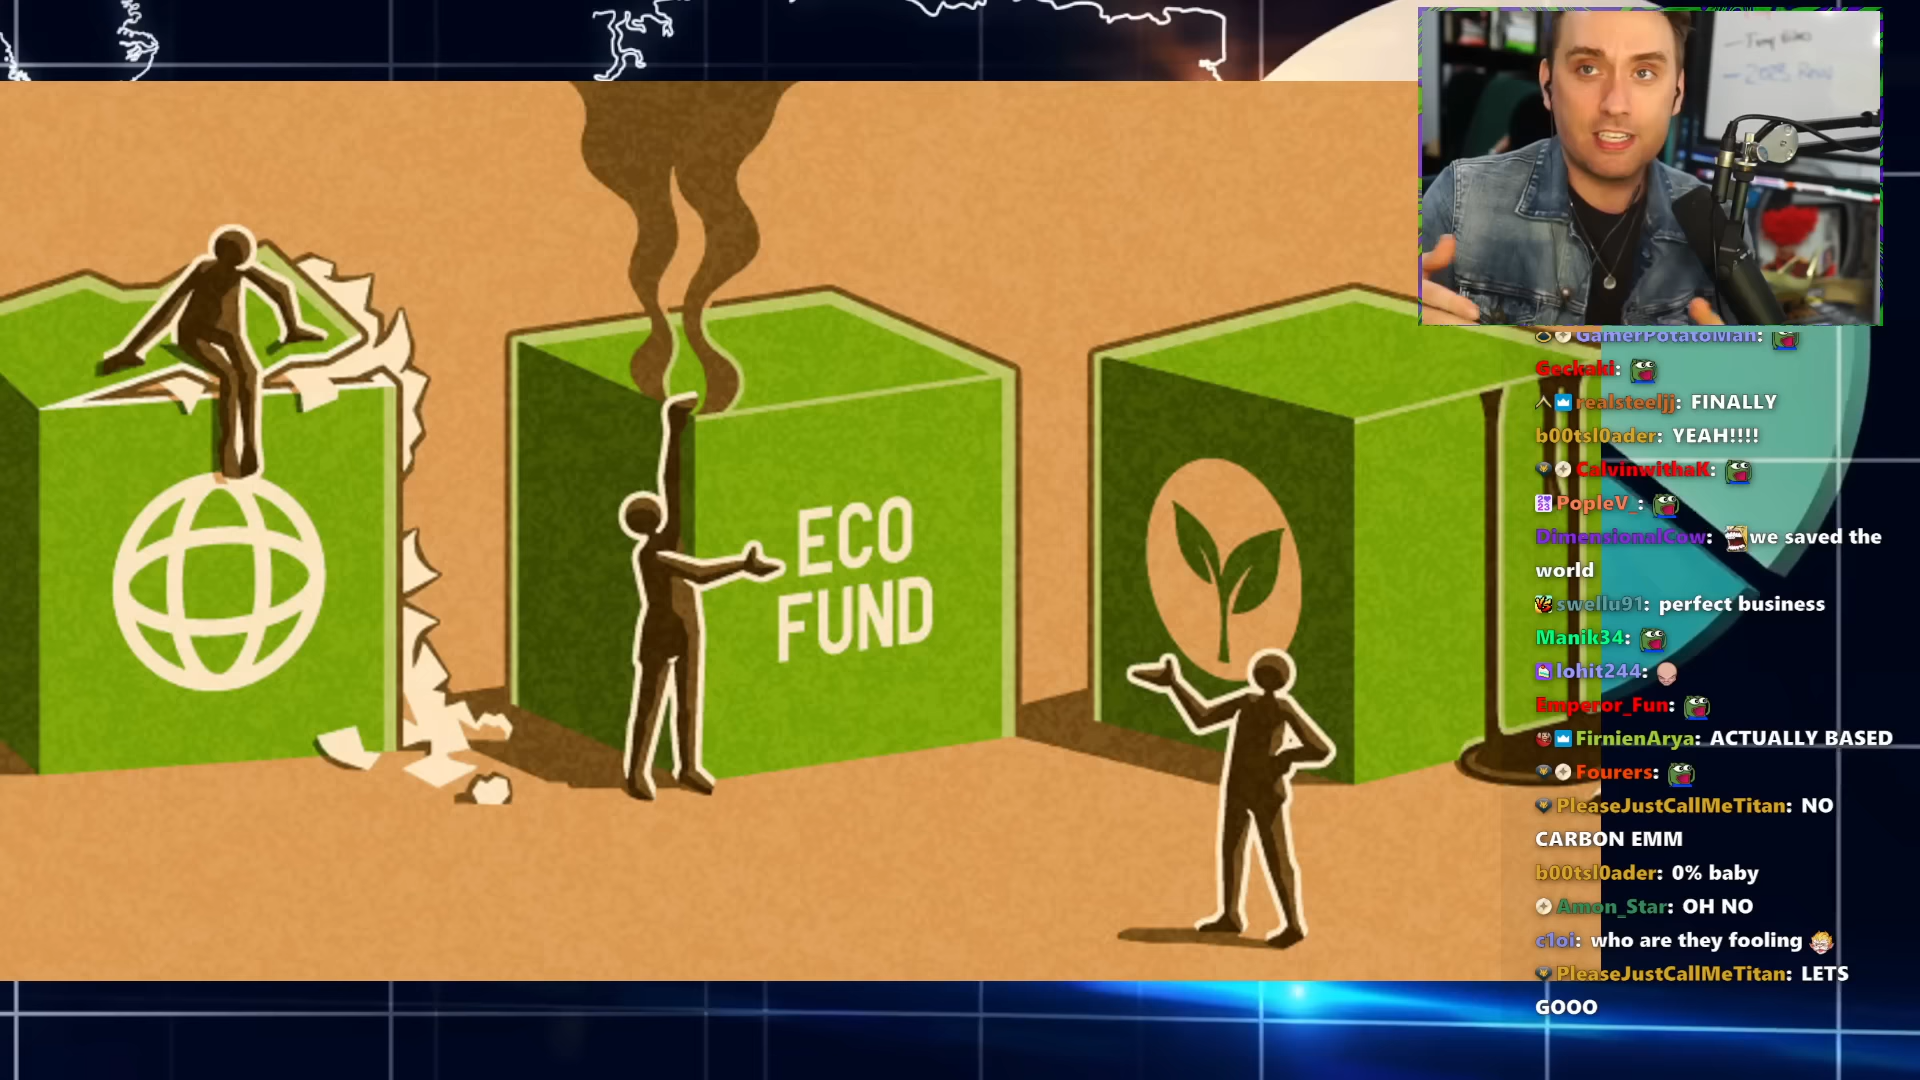 ECO
FUND
GamerPotatoMan:
Geckaki:
realsteeljj: FINALLY
b00tsl0ader: YEAH!!!!
CalvinwithaK:
PopleV_:
DimensionalCow: we saved the
world
swellu91: perfect business
Manik34:
lohit244:
Emperor_Fun:
FirnienArya: ACTUALLY BASED
Fourers:
PleaseJustCallMeTitan: NO
CARBON EMM
b00tsl0ader: 0% baby
Amon_Star: OH NO
c1oi: who are they fooling
PleaseJustCallMeTitan: LETS
GOOO